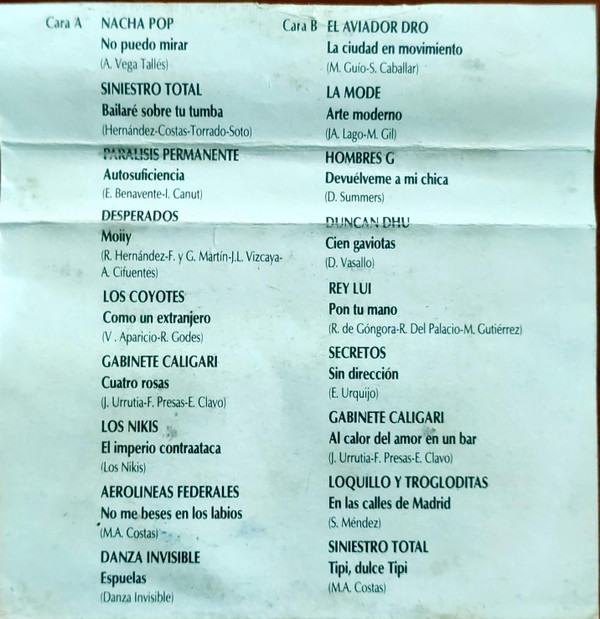 Cara A NACHA POP
No puedo mirar
(A. Vega Tallés)
SINIESTRO TOTAL
Bailaré sobre tu tumba
(Hernández-Costas-Torrado-Soto)
PARALISIS PERMANENTE
Autosuficiencia
(E. Benavente-I. Canut)
DESPERADOS
Moiiy
(R. Hernández-F. y G. Martín-J.L. Vizcaya-
A. Cifuentes)
LOS COYOTES
Como un extranjero
(V . Aparicio-R. Godes)
GABINETE CALIGARI
Cuatro rosas
(J. Urrutia-F. Presas-E. Clavo)
LOS NIKIS
El imperio contraataca
(Los Nikis)
AEROLINEAS FEDERALES
No me beses en los labios
(M.A. Costas)
DANZA INVISIBLE
Espuelas
(Danza Invisible)
Cara B EL AVIADOR DRO
La ciudad en movimiento
(M. Guío-S. Caballar)
LA MODE
Arte moderno
(JA. Lago-M. Gil)
HOMBRES G
Devuélveme a mi chica
(D. Summers)
DUNCAN DHU
Cien gaviotas
(D. Vasallo)
REY LUI
Pon tu mano
(R. de Góngora-R. Del Palacio-M. Gutiérrez)
SECRETOS
Sin dirección
(E. Urquijo)
GABINETE CALIGARI
Al calor del amor en un bar
(J. Urrutia-F. Presas-E. Clavo)
LOQUILLO Y TROGLODITAS
En las calles de Madrid
(S. Méndez)
SINIESTRO TOTAL
Tipi, dulce Tipi
(M.A. Costas)